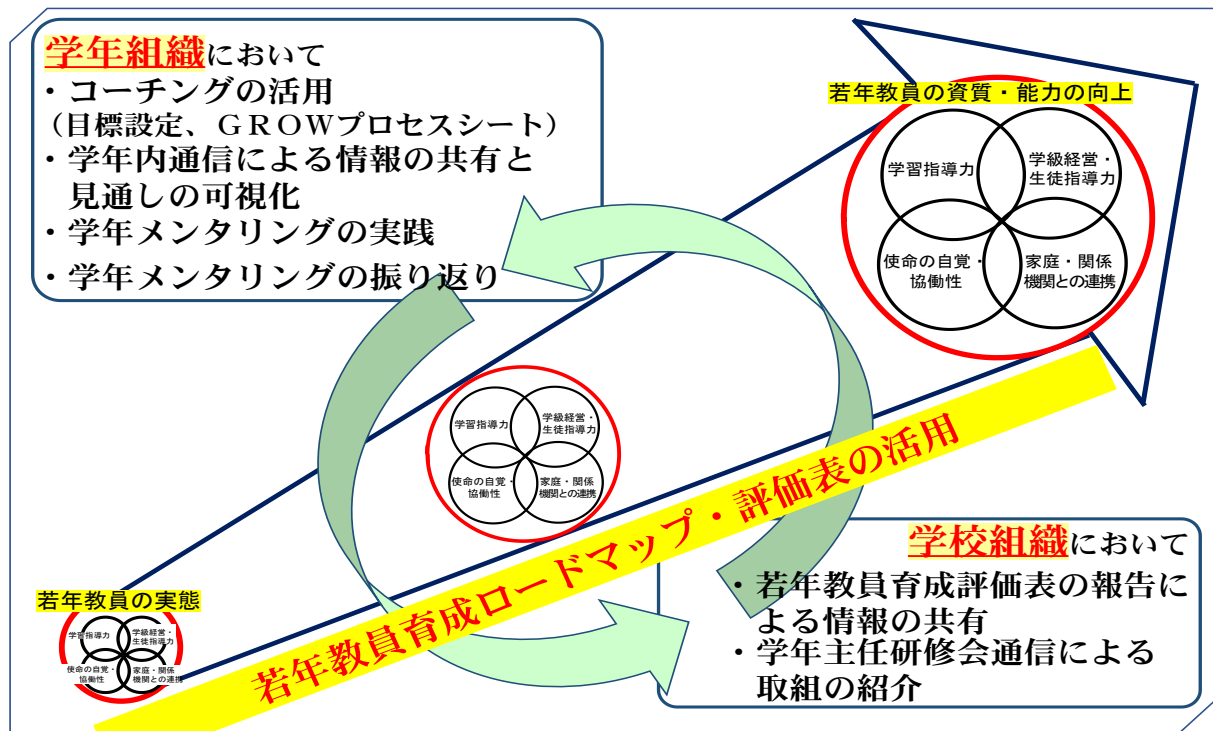 学年組織において
・コーチングの活用
（目標設定、ＧＲＯＷプロセスシート）
・学年内通信による情報の共有と
見通しの可視化
・学年メンタリングの実践
・学年メンタリングの振り返り
若年教員の資質・能力の向上
学習指導力
学級経営・
生徒指導力
使命の自覚・
協働性
家庭・関係
機関との連携
学習指導力
学級経営・
生徒指導力
使命の自覚・
協働性
家庭・関係
機関との連携
若年教員の実態
学習指導力
学級経営・
生徒指導力
使命の自覚・
協働性
家庭・関係
機関との連携
若年教員育成ロードマップ・評価表の活用
学校組織において
・若年教員育成評価表の報告に
よる情報の共有
・学年主任研修会通信による
取組の紹介